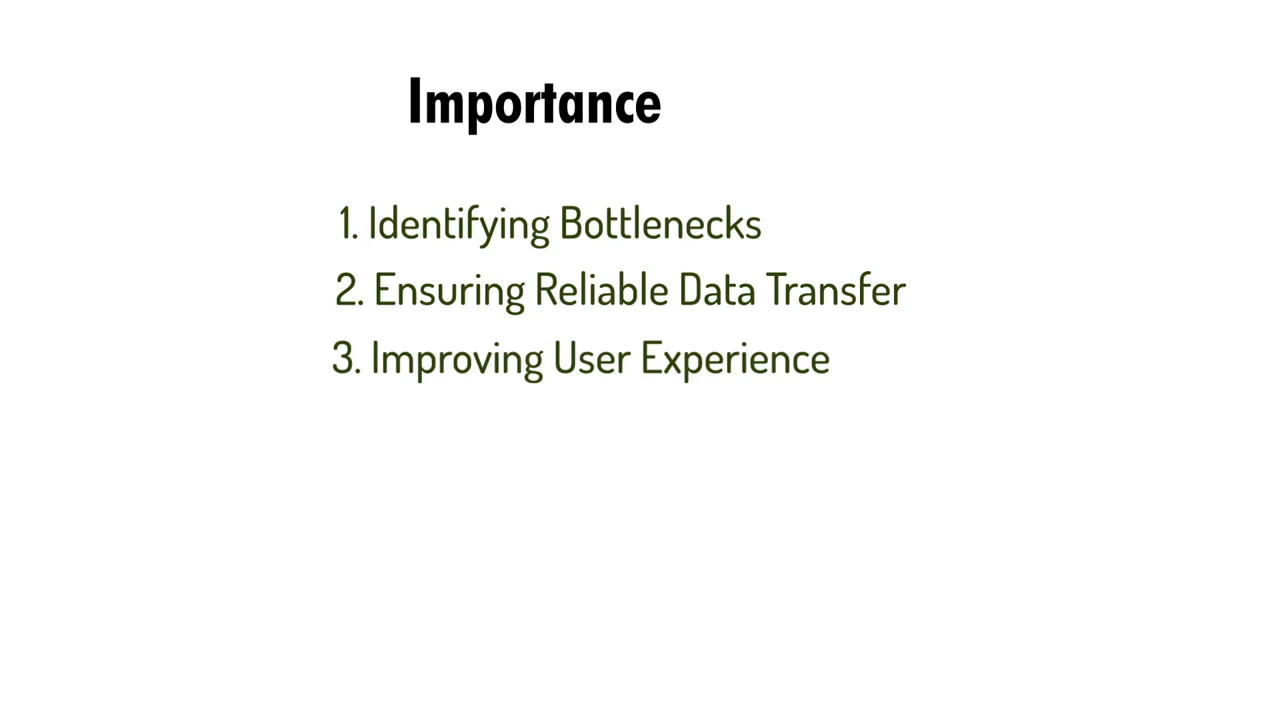 Importance
1. Identifying Bottlenecks
2. Ensuring Reliable Data Transfer
3. Improving User Experience